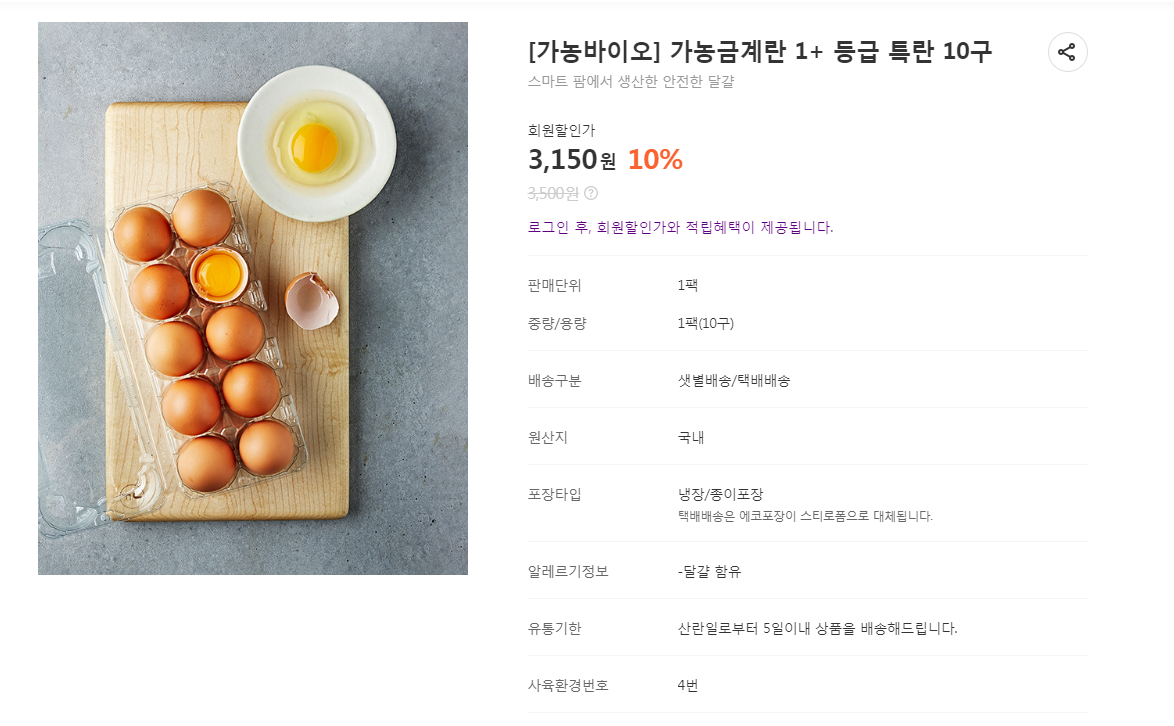 [가농바이오] 가농금계란 1+ 등급 특란 10구
스마트 팜에서 생산한 안전한 달걀
회원할인가
3,150원 10%
3,500원 ?
로그인 후, 회원할인가와 적립혜택이 제공됩니다.
판매단위 1팩
중량/용량 1팩(10구)
배송구분 샛별배송/택배배송
원산지 국내
포장타입 냉장/종이포장
택배배송은 에코포장이 스티로폼으로 대체됩니다.
알레르기정보 -달걀 함유
유통기한 산란일로부터 5일이내 상품을 배송해드립니다.
사육환경번호 4번